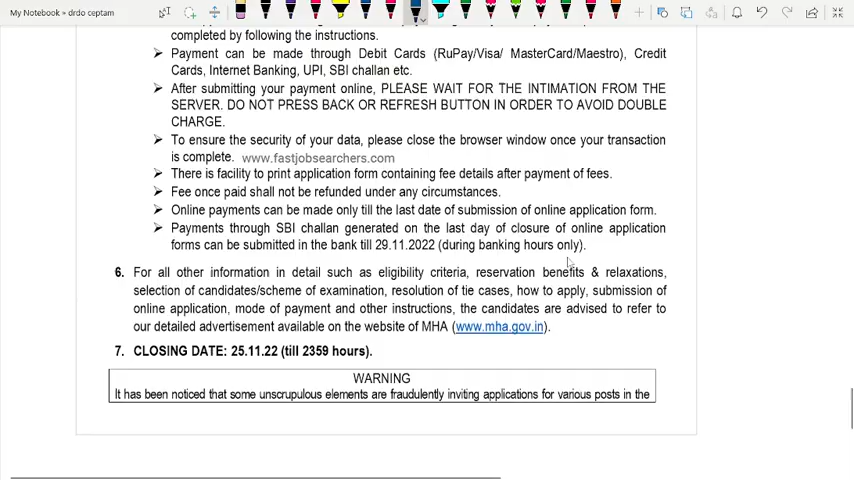 My Notebook » drdo ceptam
completed by following the instructions.
➢ Payment can be made through Debit Cards (RuPay/Visa/ MasterCard/Maestro), Credit
Cards, Internet Banking, UPI, SBI challan etc.
➢ After submitting your payment online, PLEASE WAIT FOR THE INTIMATION FROM THE
SERVER. DO NOT PRESS BACK OR REFRESH BUTTON IN ORDER TO AVOID DOUBLE
CHARGE.
➢ To ensure the security of your data, please close the browser window once your transaction
is complete. www.fastjobsearchers.com
➢ There is facility to print application form containing fee details after payment of fees.
➢ Fee once paid shall not be refunded under any circumstances.
➢ Online payments can be made only till the last date of submission of online application form.
➢ Payments through SBI challan generated on the last day of closure of online application
forms can be submitted in the bank till 29.11.2022 (during banking hours only).
6. For all other information in detail such as eligibility criteria, reservation benefits & relaxations,
selection of candidates/scheme of examination, resolution of tie cases, how to apply, submission of
online application, mode of payment and other instructions, the candidates are advised to refer to
our detailed advertisement available on the website of MHA (www.mha.gov.in).
7. CLOSING DATE: 25.11.22 (till 2359 hours).
WARNING
It has been noticed that some unscrupulous elements are fraudulently inviting applications for various posts in the